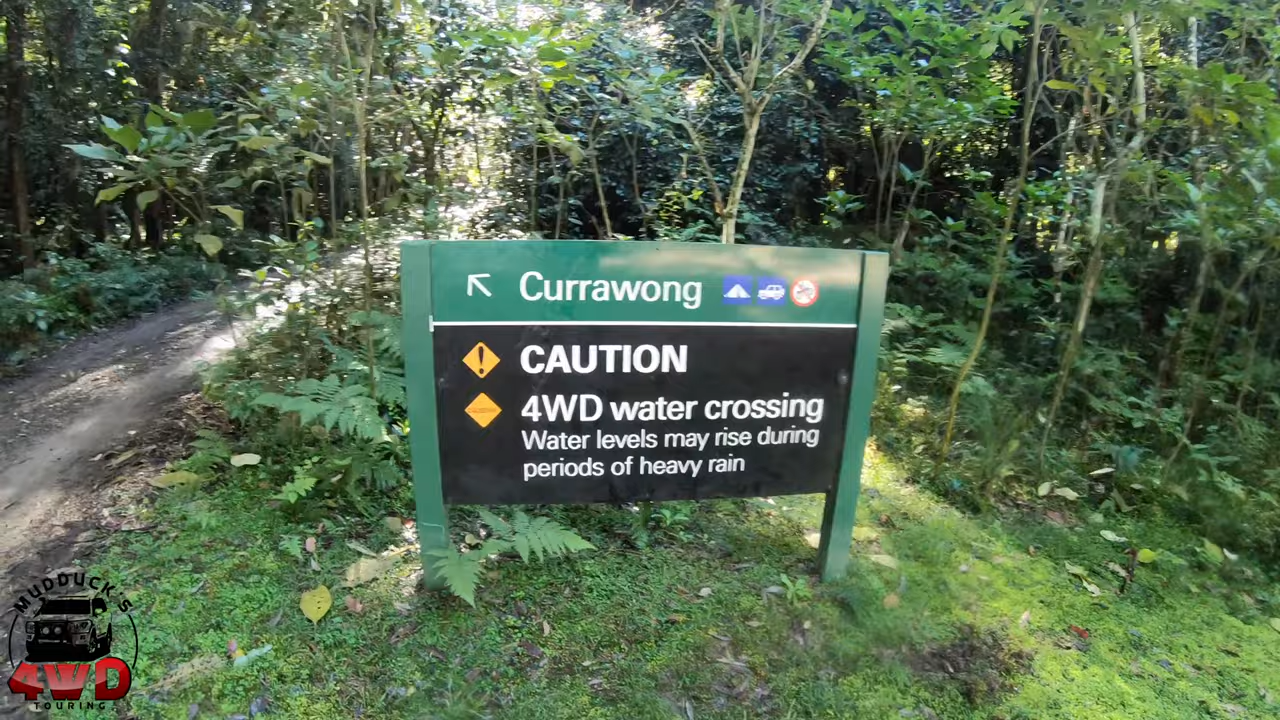 Currawong
CAUTION
4WD water crossing
Water levels may rise during
periods of heavy rain
MUDDUCK'S
4WD
TOURING